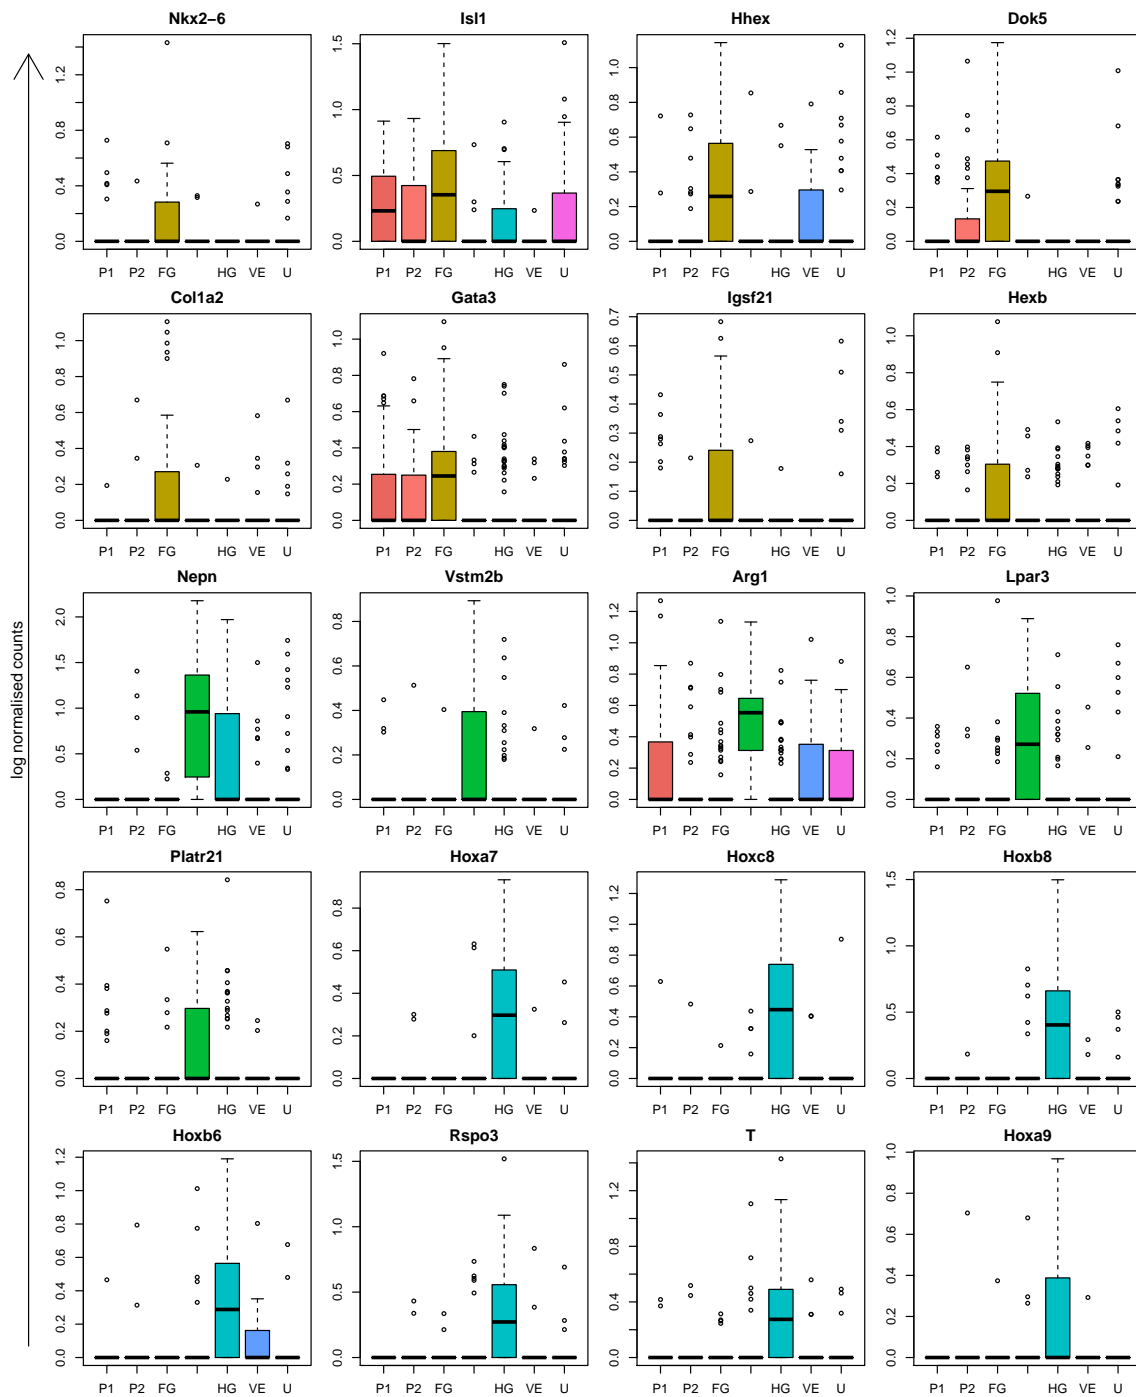 Nkx2−6 Isl1 Hhex Dok5
0.0 0.4 0.8 1.2
0.0 0.5 1.0 1.5
0.0 0.2 0.4 0.6 0.8 1.0
0.0 0.2 0.4 0.6 0.8 1.0 1.2
P1 P2 FG HG VE U
P1 P2 FG HG VE U
P1 P2 FG HG VE U
P1 P2 FG HG VE U
Col1a2 Gata3 Igsf21 Hexb
0.0 0.2 0.4 0.6 0.8 1.0
0.0 0.2 0.4 0.6 0.8 1.0
0.0 0.1 0.2 0.3 0.4 0.5 0.6 0.7
0.0 0.2 0.4 0.6 0.8 1.0
P1 P2 FG HG VE U
P1 P2 FG HG VE U
P1 P2 FG HG VE U
P1 P2 FG HG VE U
log normalised counts
Nepn Vstm2b Arg1 Lpar3
0.0 0.5 1.0 1.5 2.0
0.0 0.2 0.4 0.6 0.8
0.0 0.2 0.4 0.6 0.8 1.0 1.2
0.0 0.2 0.4 0.6 0.8 1.0
P1 P2 FG HG VE U
P1 P2 FG HG VE U
P1 P2 FG HG VE U
P1 P2 FG HG VE U
Platr21 Hoxa7 Hoxc8 Hoxb8
0.0 0.2 0.4 0.6 0.8
0.0 0.2 0.4 0.6 0.8
0.0 0.2 0.4 0.6 0.8 1.0 1.2
0.0 0.5 1.0 1.5
P1 P2 FG HG VE U
P1 P2 FG HG VE U
P1 P2 FG HG VE U
P1 P2 FG HG VE U
Hoxb6 Rspo3 T Hoxa9
0.0 0.2 0.4 0.6 0.8 1.0 1.2
0.0 0.5 1.0 1.5
0.0 0.4 0.8 1.2
0.0 0.2 0.4 0.6 0.8 1.0
P1 P2 FG HG VE U
P1 P2 FG HG VE U
P1 P2 FG HG VE U
P1 P2 FG HG VE U